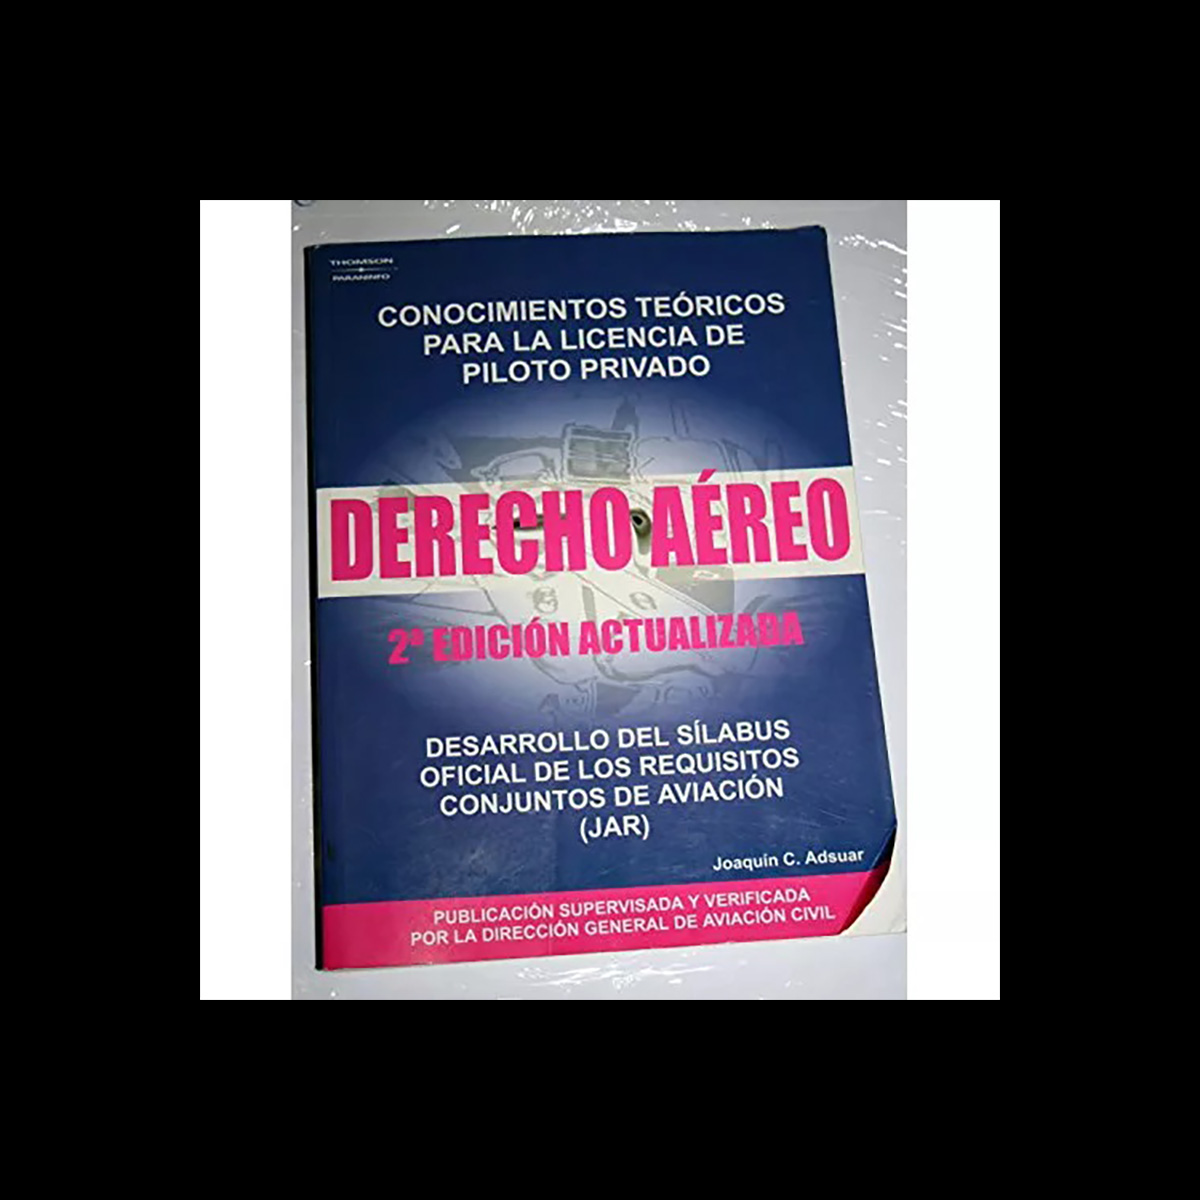 THOMSON
PARANINFO
CONOCIMIENTOS TEÓRICOS
PARA LA LICENCIA DE
PILOTO PRIVADO
DERECHO AÉREO
2ª EDICIÓN ACTUALIZADA
DESARROLLO DEL SÍLABUS
OFICIAL DE LOS REQUISITOS
CONJUNTOS DE AVIACIÓN
(JAR)
Joaquín C. Adsuar
PUBLICACIÓN SUPERVISADA Y VERIFICADA
POR LA DIRECCIÓN GENERAL DE AVIACIÓN CIVIL